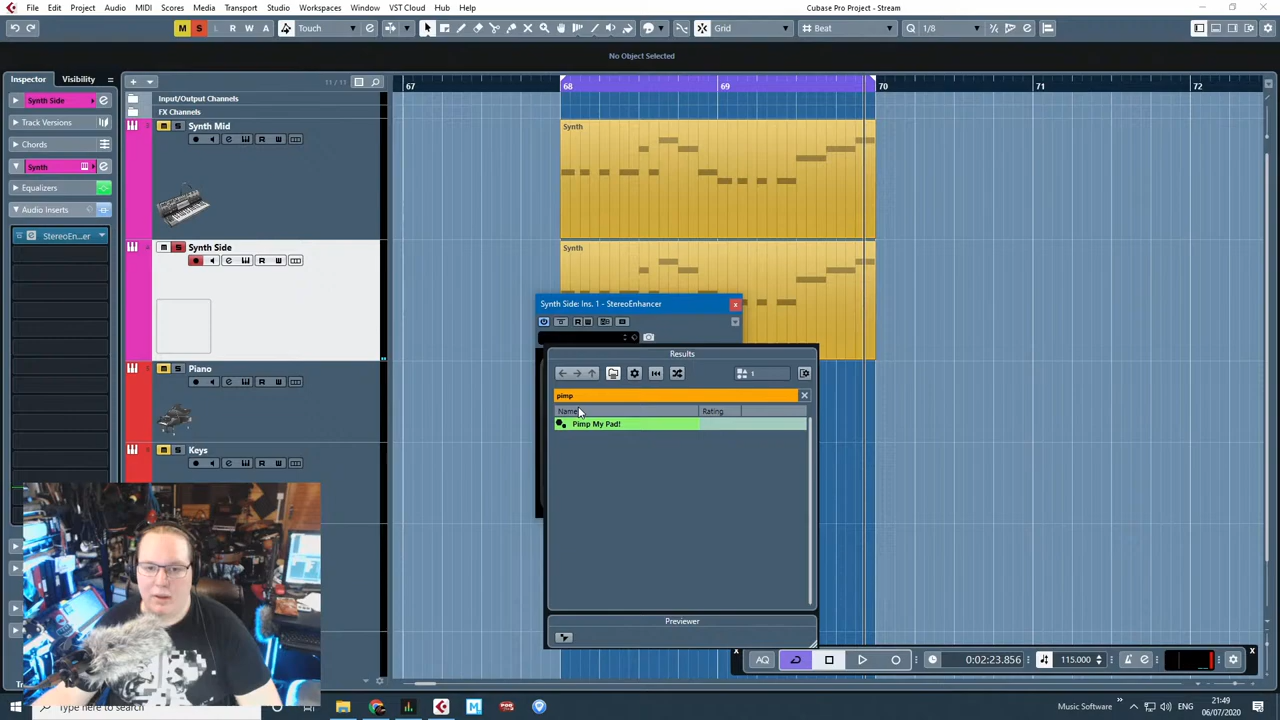 Cubase Pro Project - Stream
File Edit Project Audio MIDI Scores Media Transport Studio Workspaces Window VST Cloud Hub Help
M S L R W A Touch Grid Beat Q 1/8
No Object Selected
Inspector Visibility
11 / 11
67 68 69 70 71 72
Synth Side
Input/Output Channels
FX Channels
Track Versions
Synth Mid
Synth
Chords
Synth
Equalizers
Audio Inserts
StereoEn...er
Synth Side
Synth
Synth Side: Ins. 1 - StereoEnhancer
Results
1
Piano
pimp
Name Rating
Pimp My Pad!
Keys
Previewer
AQ 0:02:23.856 115.000
Type here to search
Music Software ENG
21:49
06/07/2020